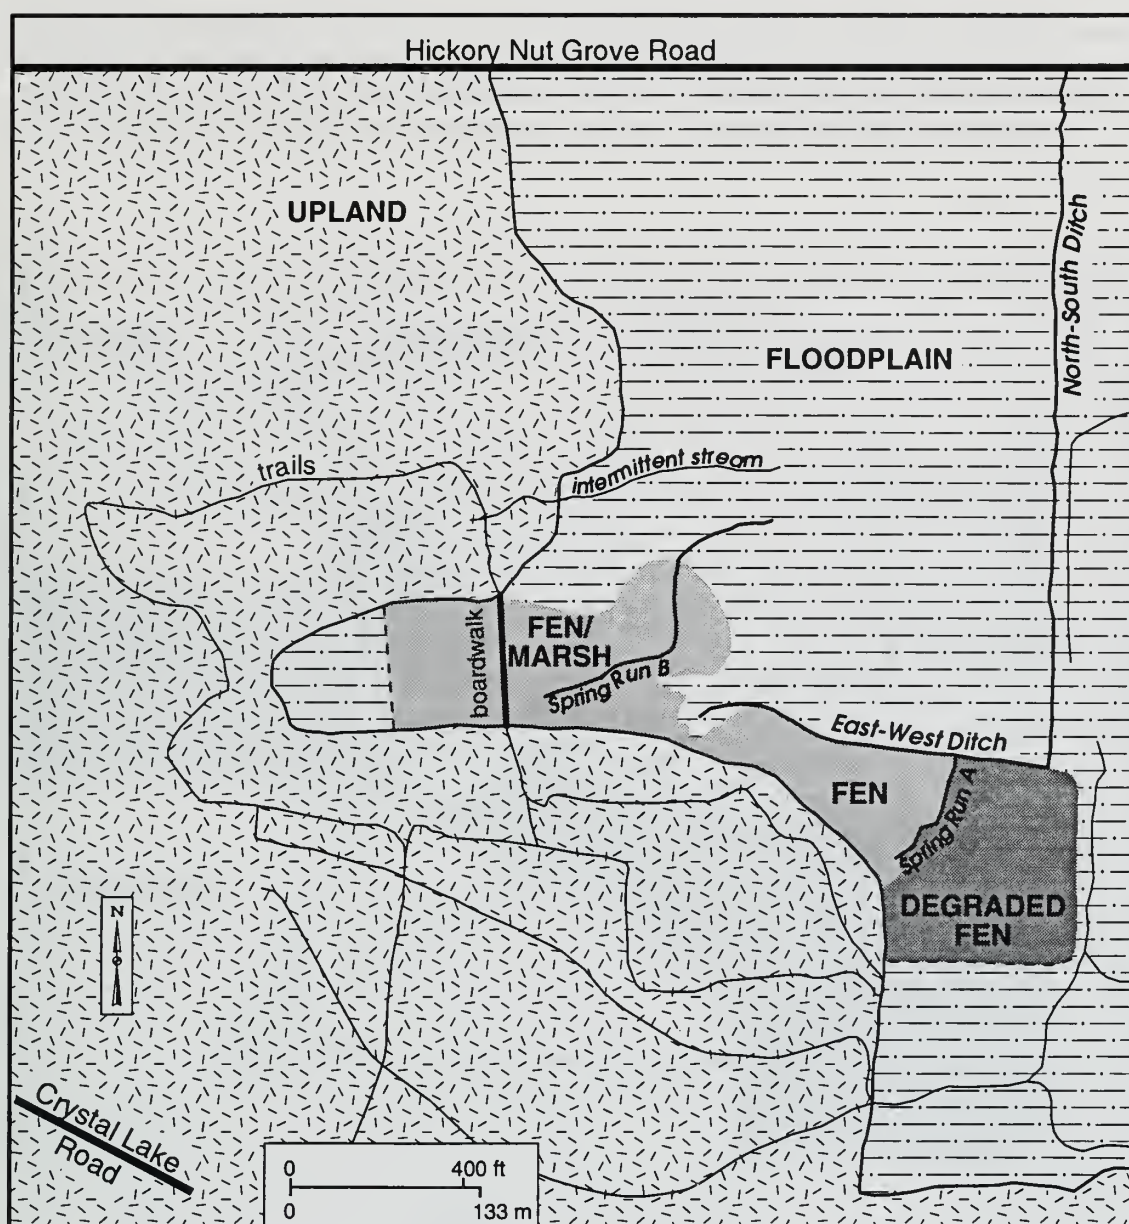 Hickory Nut Grove Road
UPLAND
North-South Ditch
FLOODPLAIN
trails
intermittent stream
boardwalk
FEN/
MARSH
Spring Run B
East-West Ditch
FEN
Spring Run A
DEGRADED
FEN
N
Crystal Lake
Road
0 400 ft
0 133 m